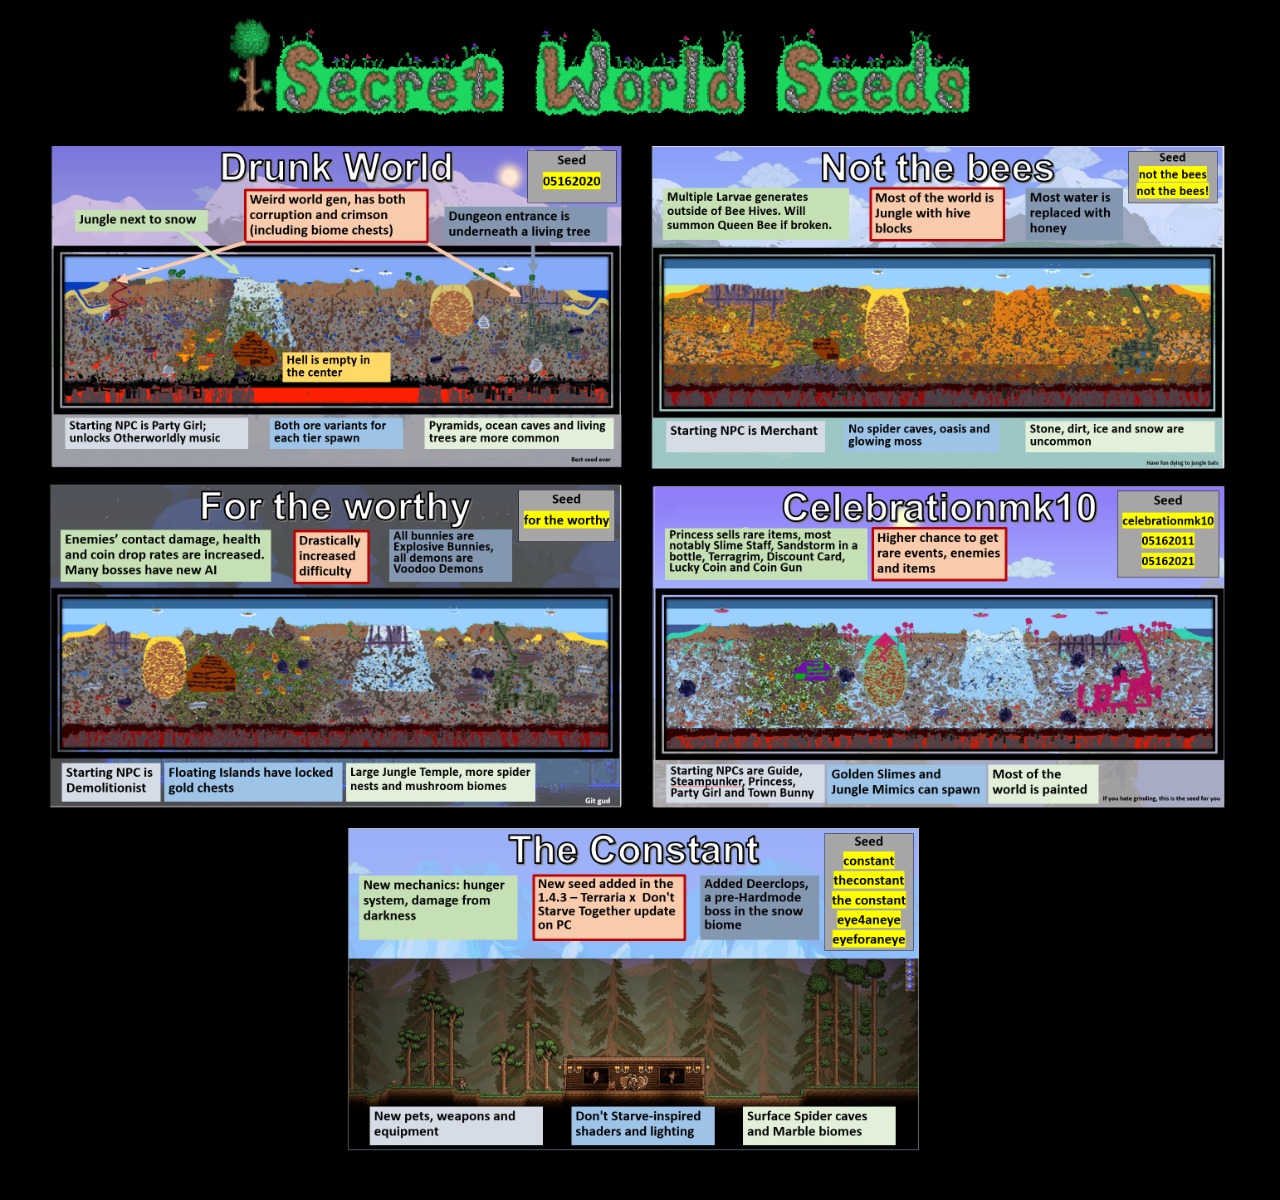 Secret World Seeds
Drunk World
Seed
05162020
Jungle next to snow
Weird world gen, has both
corruption and crimson
(including biome chests)
Dungeon entrance is
underneath a living tree
Hell is empty in
the center
Starting NPC is Party Girl;
unlocks Otherworldly music
Both ore variants for
each tier spawn
Pyramids, ocean caves and living
trees are more common
Best seed ever
Not the bees
Seed
not the bees
not the bees!
Multiple Larvae generates
outside of Bee Hives. Will
summon Queen Bee if broken.
Most of the world is
Jungle with hive
blocks
Most water is
replaced with
honey
Starting NPC is Merchant
No spider caves, oasis and
glowing moss
Stone, dirt, ice and snow are
uncommon
Have fun dying to jungle bats
For the worthy
Seed
for the worthy
Enemies' contact damage, health
and coin drop rates are increased.
Many bosses have new AI
Drastically
increased
difficulty
All bunnies are
Explosive Bunnies,
all demons are
Voodoo Demons
Starting NPC is
Demolitionist
Floating Islands have locked
gold chests
Large Jungle Temple, more spider
nests and mushroom biomes
Git gud
Celebrationmk10
Seed
celebrationmk10
05162011
05162021
Princess sells rare items, most
notably Slime Staff, Sandstorm in a
bottle, Terragrim, Discount Card,
Lucky Coin and Coin Gun
Higher chance to get
rare events, enemies
and items
Starting NPCs are Guide,
Steampunker, Princess,
Party Girl and Town Bunny
Golden Slimes and
Jungle Mimics can spawn
Most of the
world is painted
If you hate grinding, this is the seed for you
The Constant
Seed
constant
theconstant
the constant
eye4aneye
eyeforaneye
New mechanics: hunger
system, damage from
darkness
New seed added in the
1.4.3 – Terraria x Don't
Starve Together update
on PC
Added Deerclops,
a pre-Hardmode
boss in the snow
biome
New pets, weapons and
equipment
Don't Starve-inspired
shaders and lighting
Surface Spider caves
and Marble biomes